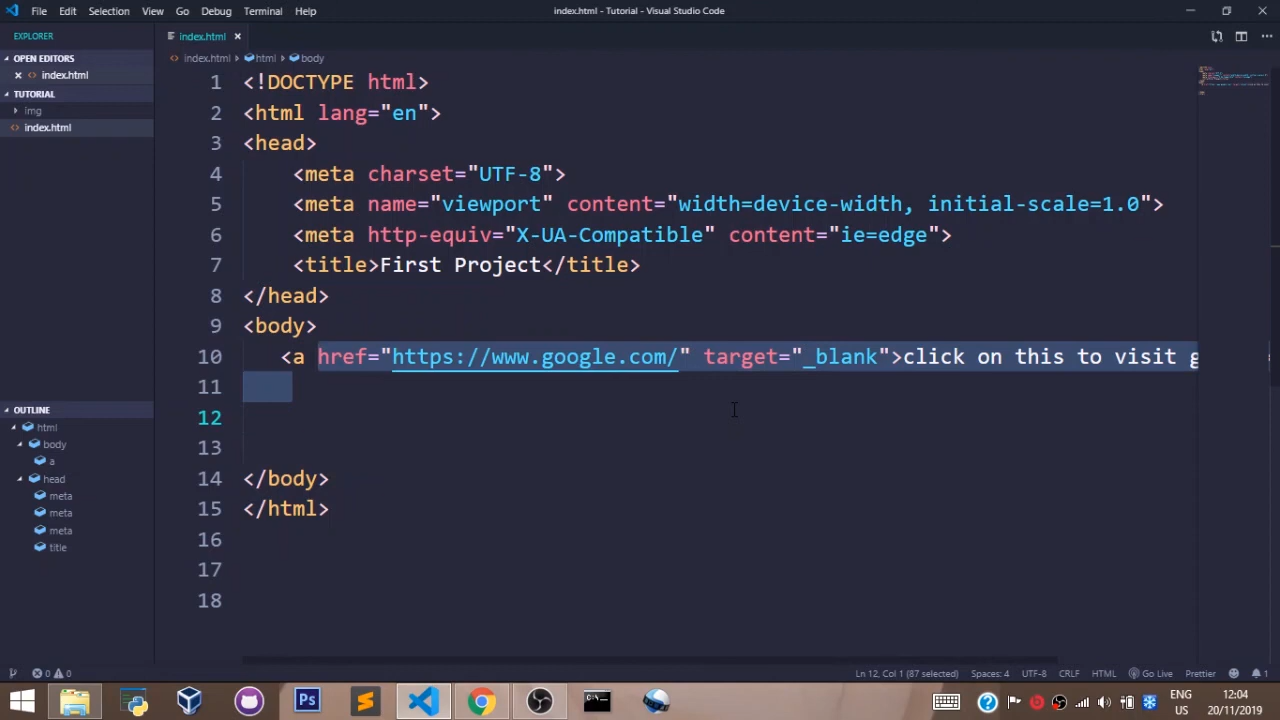 File Edit Selection View Go Debug Terminal Help
index.html - Tutorial - Visual Studio Code
EXPLORER
OPEN EDITORS
index.html
TUTORIAL
img
index.html
OUTLINE
html
body
a
head
meta
meta
meta
title
index.html
index.html > html > body
1 <!DOCTYPE html>
2 <html lang="en">
3 <head>
4 <meta charset="UTF-8">
5 <meta name="viewport" content="width=device-width, initial-scale=1.0">
6 <meta http-equiv="X-UA-Compatible" content="ie=edge">
7 <title>First Project</title>
8 </head>
9 <body>
10 <a href="https://www.google.com/" target="_blank">click on this to visit g
11
12
13
14 </body>
15 </html>
16
17
18
0 0
Ln 12, Col 1 (87 selected) Spaces: 4 UTF-8 CRLF HTML Go Live Prettier 1
Ps
ENG
US
12:04
20/11/2019